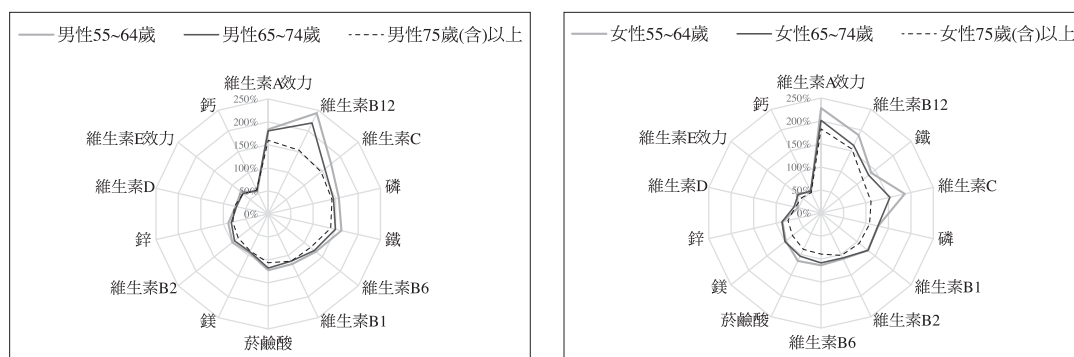 男性55~64歲 男性65~74歲 男性75歲(含)以上
維生素A效力
維生素B12
維生素C
磷
鐵
維生素B6
維生素B1
菸鹼酸
鎂
維生素B2
鋅
維生素D
維生素E效力
鈣
250%
200%
150%
100%
50%
0%
女性55~64歲 女性65~74歲 女性75歲(含)以上
維生素A效力
維生素B12
鐵
維生素C
磷
維生素B1
維生素B2
維生素B6
菸鹼酸
鎂
鋅
維生素D
維生素E效力
鈣
250%
200%
150%
100%
50%
0%